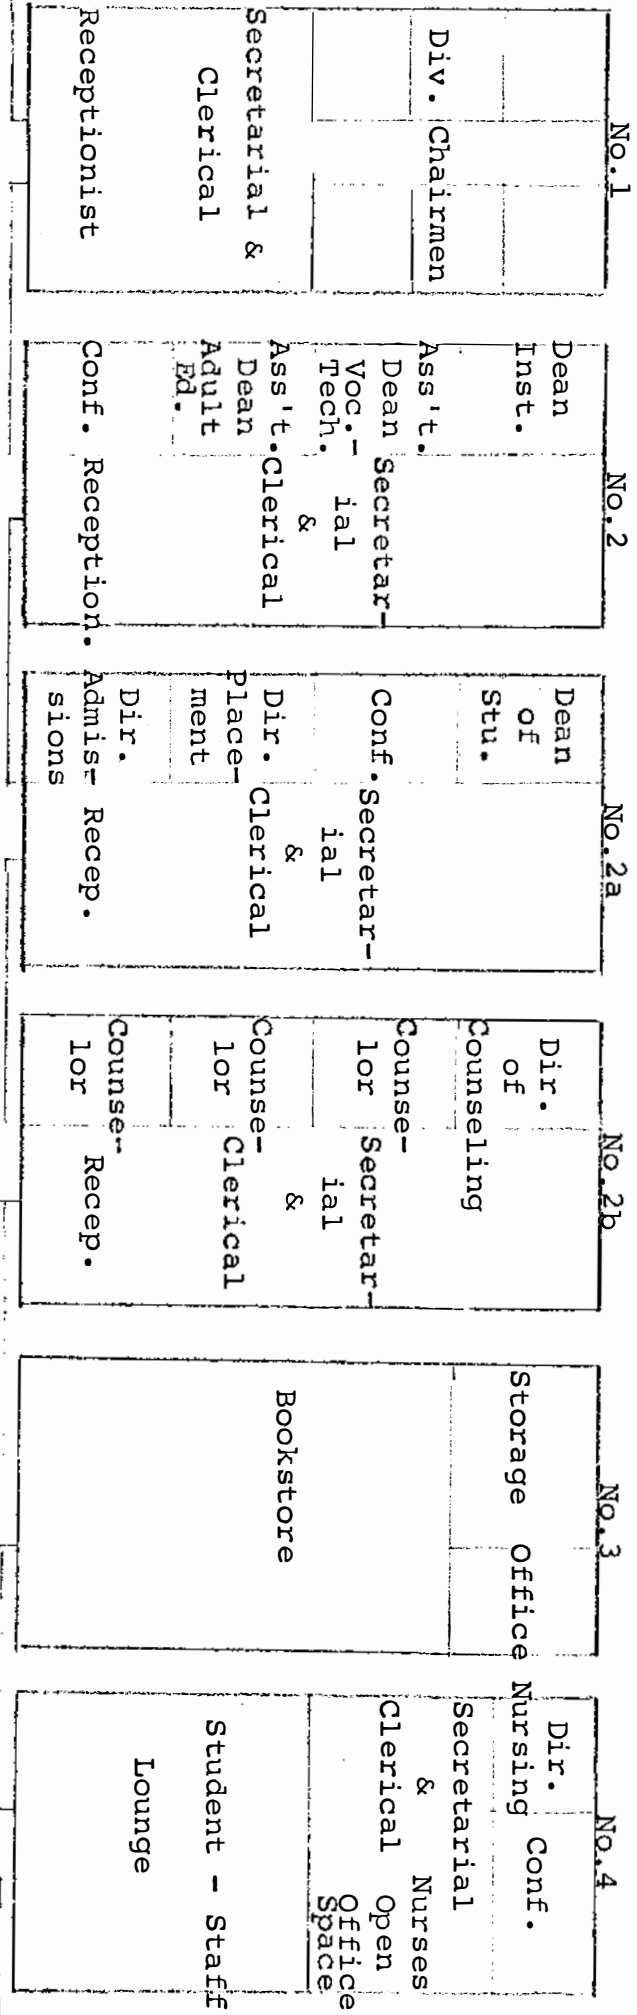 No.1
Div. Chairmen
Secretarial &
Clerical
Receptionist
No.2
Dean
Inst.
Ass't.
Dean
Voc.-
Tech.
Ass't.
Dean
Adult
Ed.
Conf.
Secretar-
ial
&
Clerical
Reception.
No.2a
Dean
of
Stu.
Conf.
Dir.
Place-
ment
Dir.
Admis-
sions
Secretar-
ial
&
Clerical
Recep.
No.2b
Dir.
of
Counseling
Counse-
lor
Counse-
lor
Counse-
lor
Secretar-
ial
&
Clerical
Recep.
No.3
Storage
Office
Bookstore
No.4
Dir.
Nursing
Conf.
Secretarial
&
Clerical
Nurses
Open
Office
Space
Student - Staff
Lounge